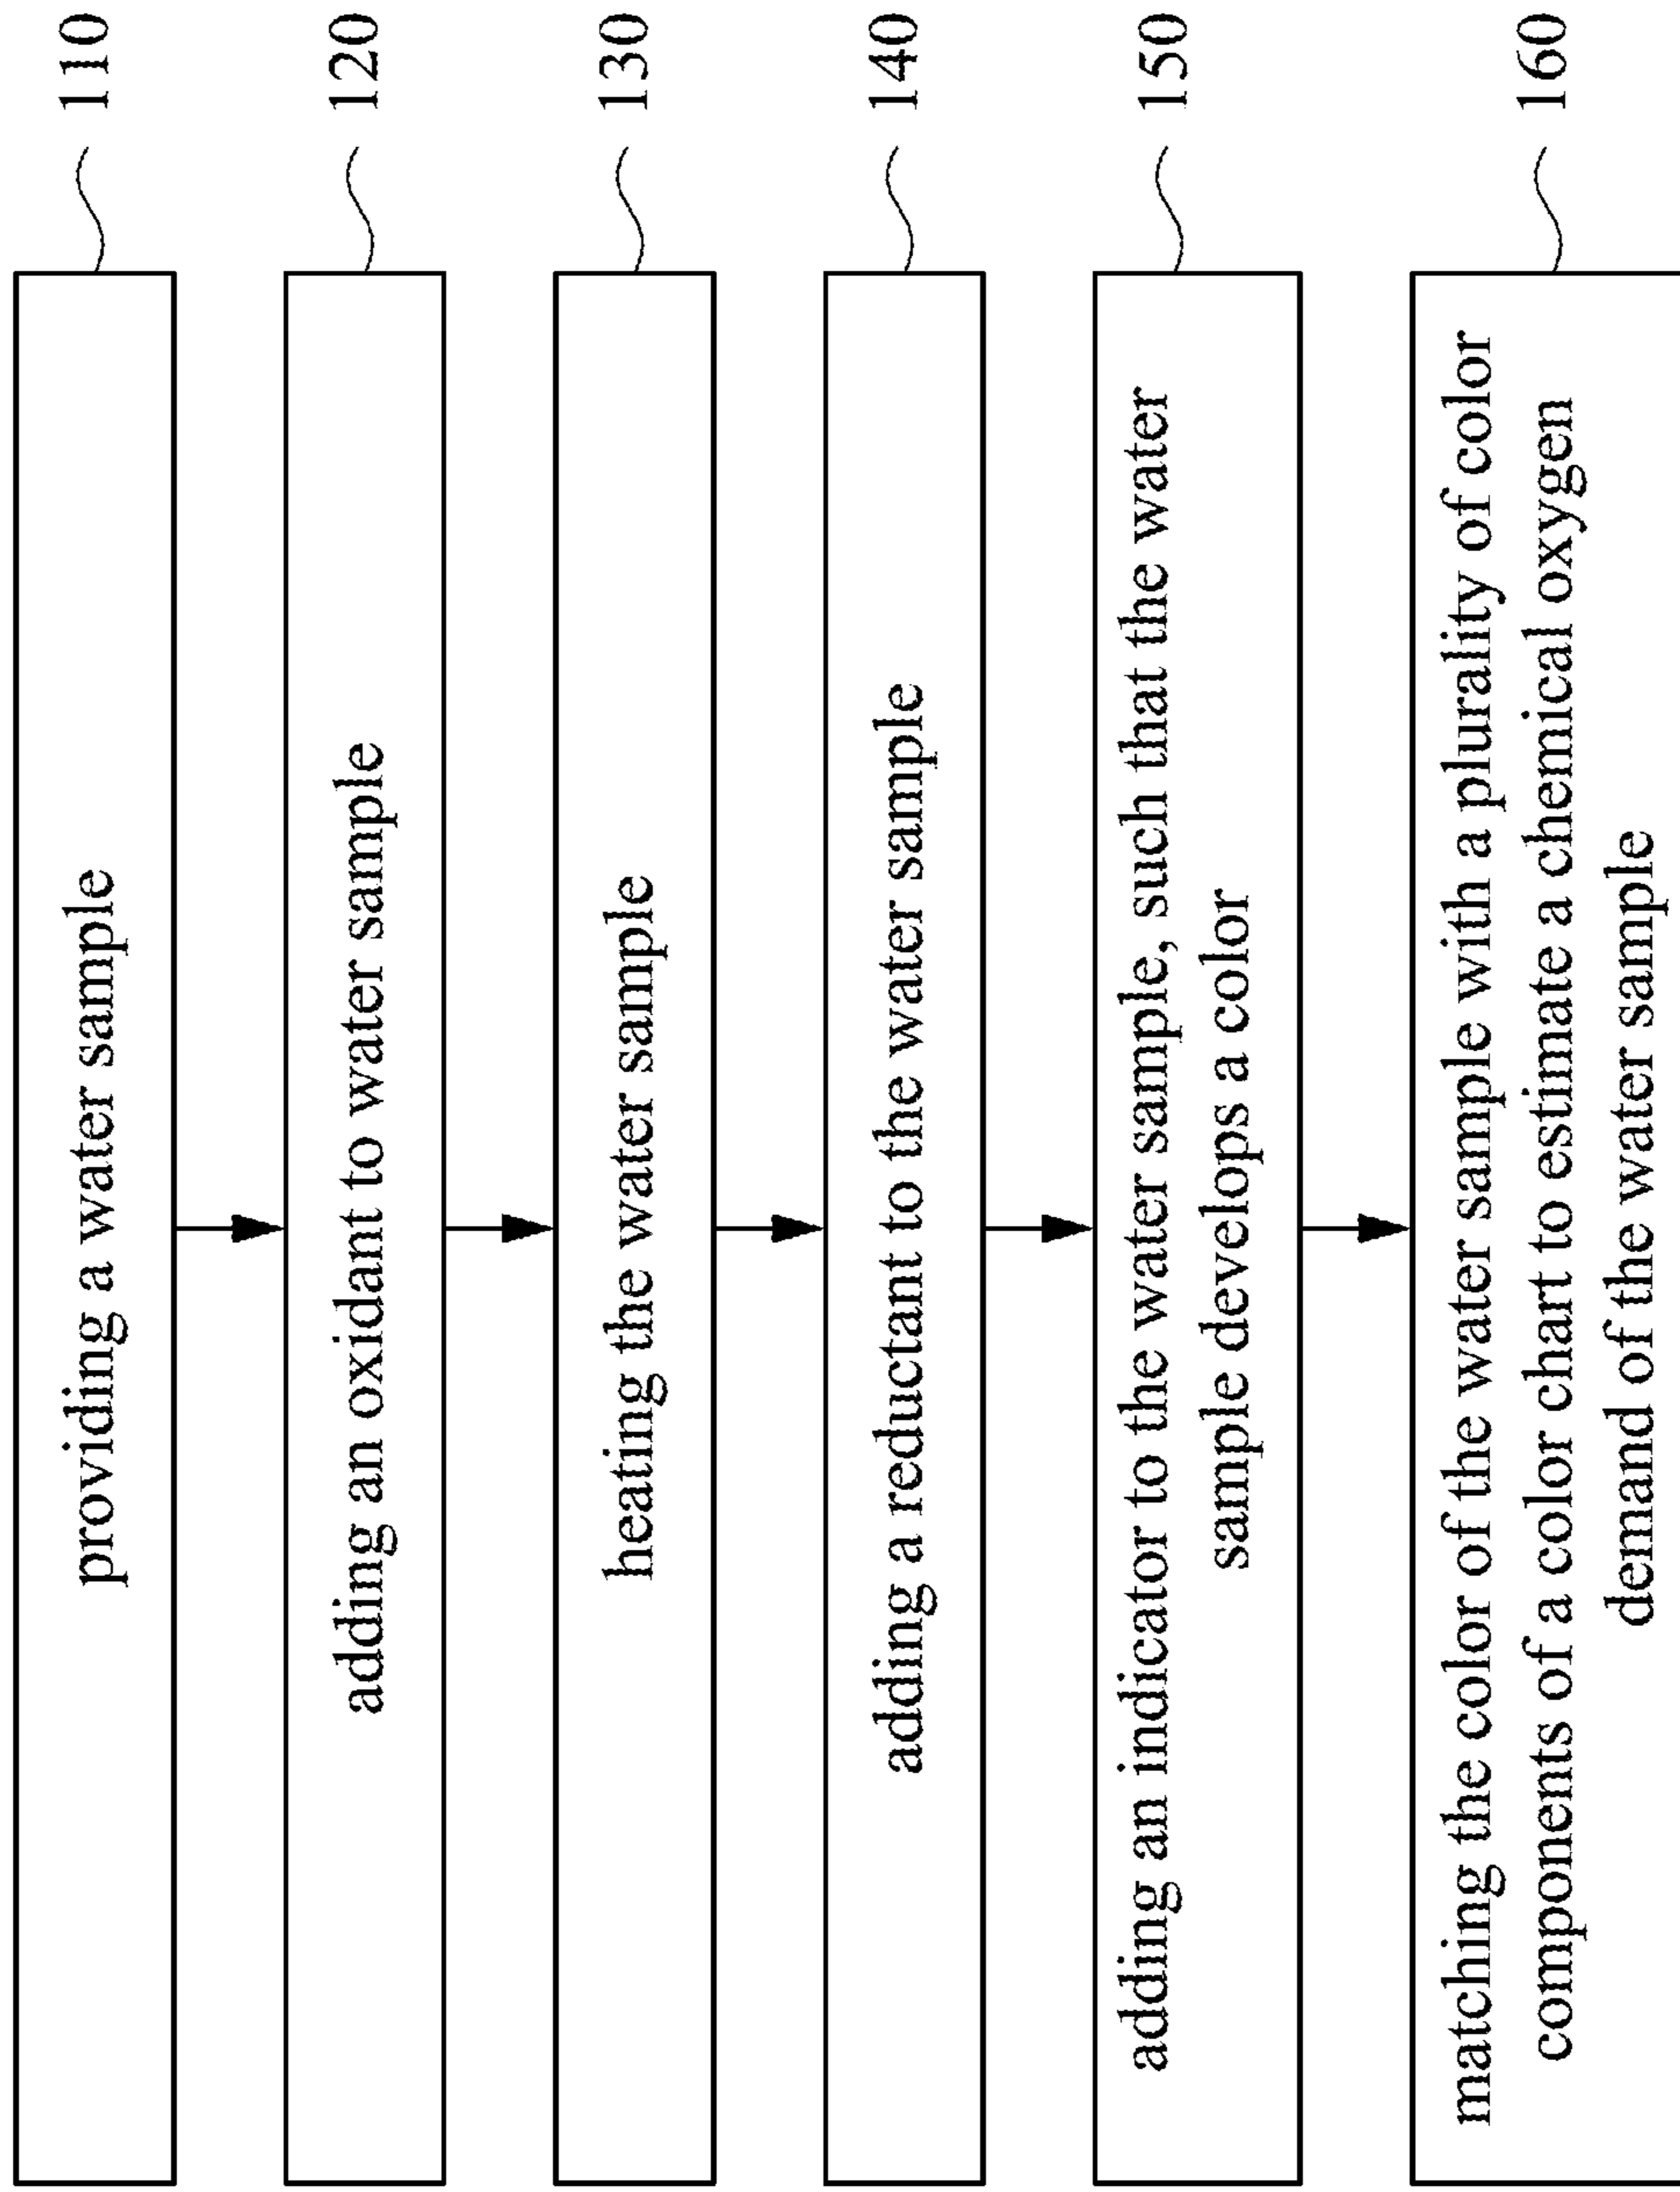 providing a water sample
110
adding an oxidant to water sample
120
heating the water sample
130
adding a reductant to the water sample
140
adding an indicator to the water sample, such that the water
sample develops a color
150
matching the color of the water sample with a plurality of color
components of a color chart to estimate a chemical oxygen
demand of the water sample
160